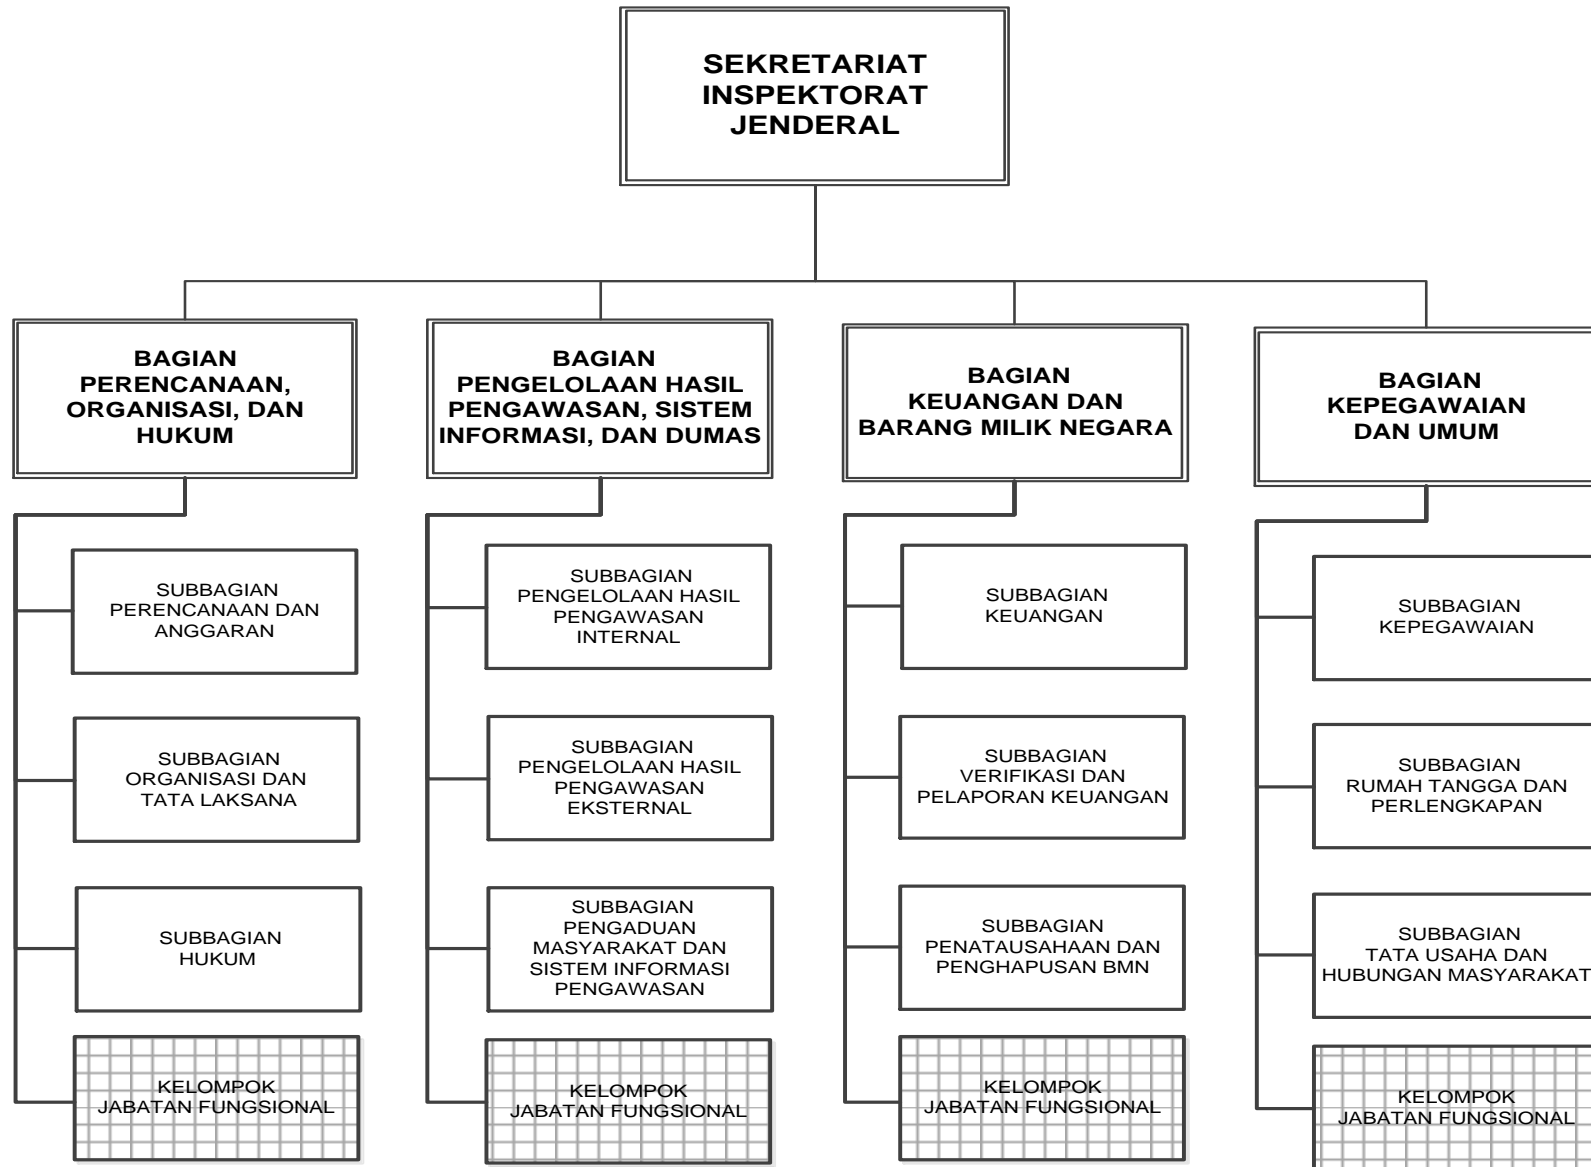 SEKRETARIAT
INSPEKTORAT
JENDERAL
BAGIAN
PERENCANAAN,
ORGANISASI, DAN
HUKUM
BAGIAN
PENGELOLAAN HASIL
PENGAWASAN, SISTEM
INFORMASI, DAN DUMAS
BAGIAN
KEUANGAN DAN
BARANG MILIK NEGARA
BAGIAN
KEPEGAWAIAN
DAN UMUM
SUBBAGIAN
PERENCANAAN DAN
ANGGARAN
SUBBAGIAN
PENGELOLAAN HASIL
PENGAWASAN
INTERNAL
SUBBAGIAN
KEUANGAN
SUBBAGIAN
KEPEGAWAIAN
SUBBAGIAN
ORGANISASI DAN
TATA LAKSANA
SUBBAGIAN
PENGELOLAAN HASIL
PENGAWASAN
EKSTERNAL
SUBBAGIAN
VERIFIKASI DAN
PELAPORAN KEUANGAN
SUBBAGIAN
RUMAH TANGGA DAN
PERLENGKAPAN
SUBBAGIAN
HUKUM
SUBBAGIAN
PENGADUAN
MASYARAKAT DAN
SISTEM INFORMASI
PENGAWASAN
SUBBAGIAN
PENATAUSAHAAN DAN
PENGHAPUSAN BMN
SUBBAGIAN
TATA USAHA DAN
HUBUNGAN MASYARAKAT
KELOMPOK
JABATAN FUNGSIONAL
KELOMPOK
JABATAN FUNGSIONAL
KELOMPOK
JABATAN FUNGSIONAL
KELOMPOK
JABATAN FUNGSIONAL